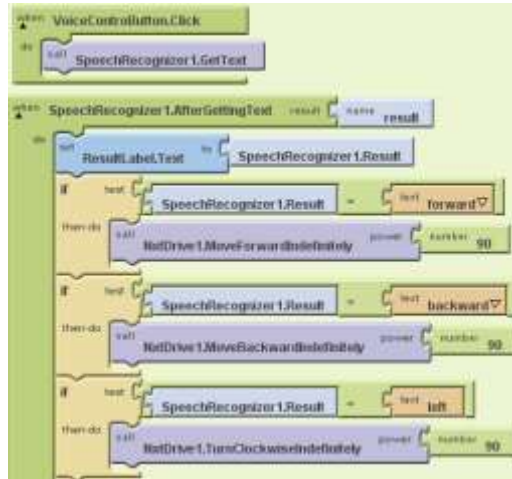 when VoiceControlButton.Click
do call SpeechRecognizer1.GetText
when SpeechRecognizer1.AfterGettingText result name result
do set ResultLabel.Text to SpeechRecognizer1.Result
if test SpeechRecognizer1.Result = text forward
then-do call NxtDrive1.MoveForwardIndefinitely power number 90
if test SpeechRecognizer1.Result = text backward
then-do call NxtDrive1.MoveBackwardIndefinitely power number 90
if test SpeechRecognizer1.Result = text left
then-do call NxtDrive1.TurnClockwiseIndefinitely power number 90